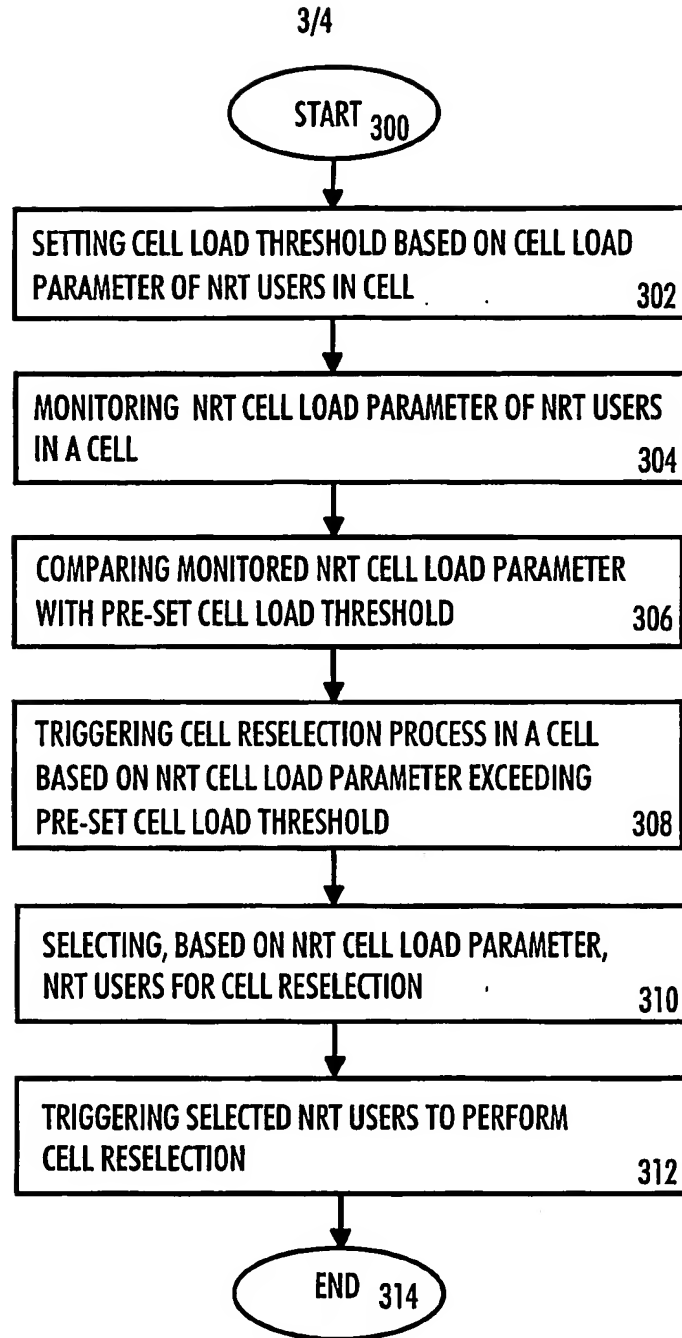 3/4
START 300
SETTING CELL LOAD THRESHOLD BASED ON CELL LOAD
PARAMETER OF NRT USERS IN CELL 302
MONITORING NRT CELL LOAD PARAMETER OF NRT USERS
IN A CELL 304
COMPARING MONITORED NRT CELL LOAD PARAMETER
WITH PRE-SET CELL LOAD THRESHOLD 306
TRIGGERING CELL RESELECTION PROCESS IN A CELL
BASED ON NRT CELL LOAD PARAMETER EXCEEDING
PRE-SET CELL LOAD THRESHOLD 308
SELECTING, BASED ON NRT CELL LOAD PARAMETER,
NRT USERS FOR CELL RESELECTION 310
TRIGGERING SELECTED NRT USERS TO PERFORM
CELL RESELECTION 312
END 314